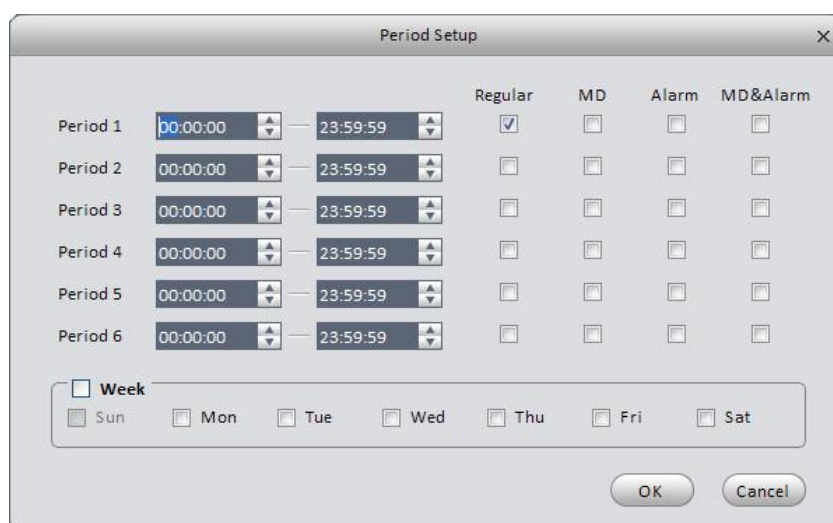 Period Setup
Regular MD Alarm MD&Alarm
Period 1 00:00:00 23:59:59
Period 2 00:00:00 23:59:59
Period 3 00:00:00 23:59:59
Period 4 00:00:00 23:59:59
Period 5 00:00:00 23:59:59
Period 6 00:00:00 23:59:59
Week
Sun Mon Tue Wed Thu Fri Sat
OK Cancel